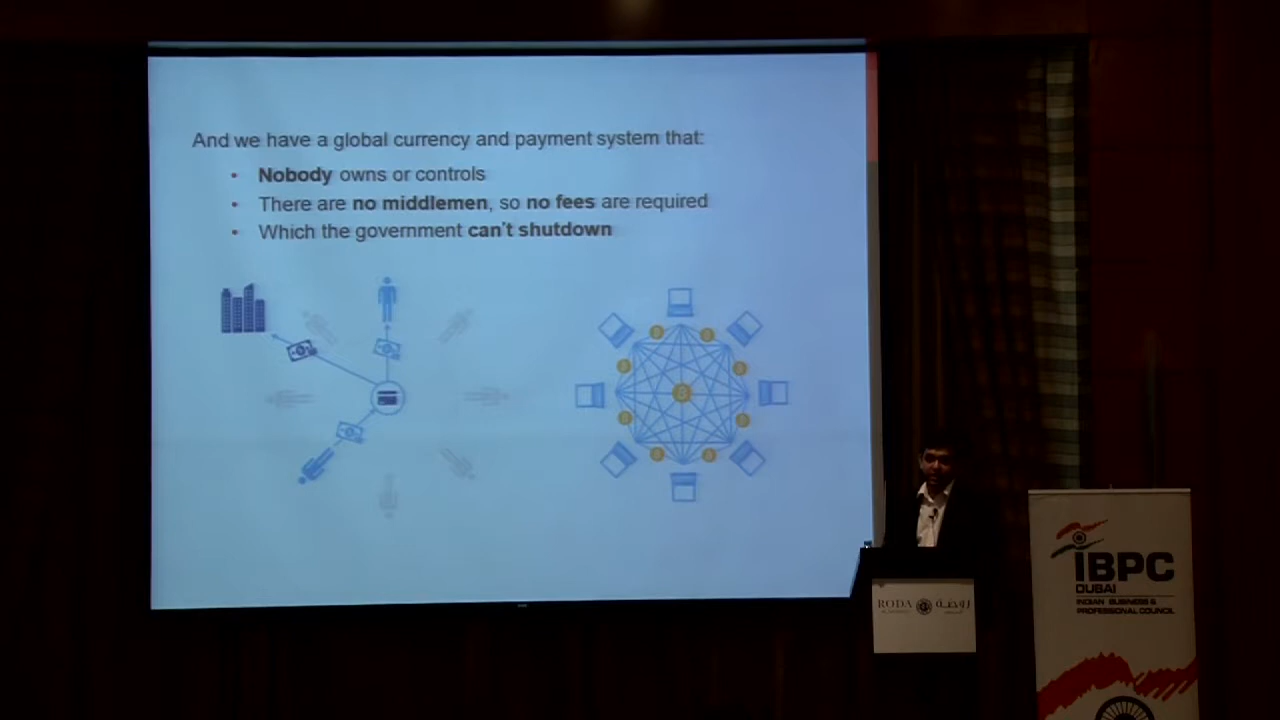 And we have a global currency and payment system that:
• Nobody owns or controls
• There are no middlemen, so no fees are required
• Which the government can't shutdown
RODA
روضة
IBPC
DUBAI
INDIAN BUSINESS &
PROFESSIONAL COUNCIL